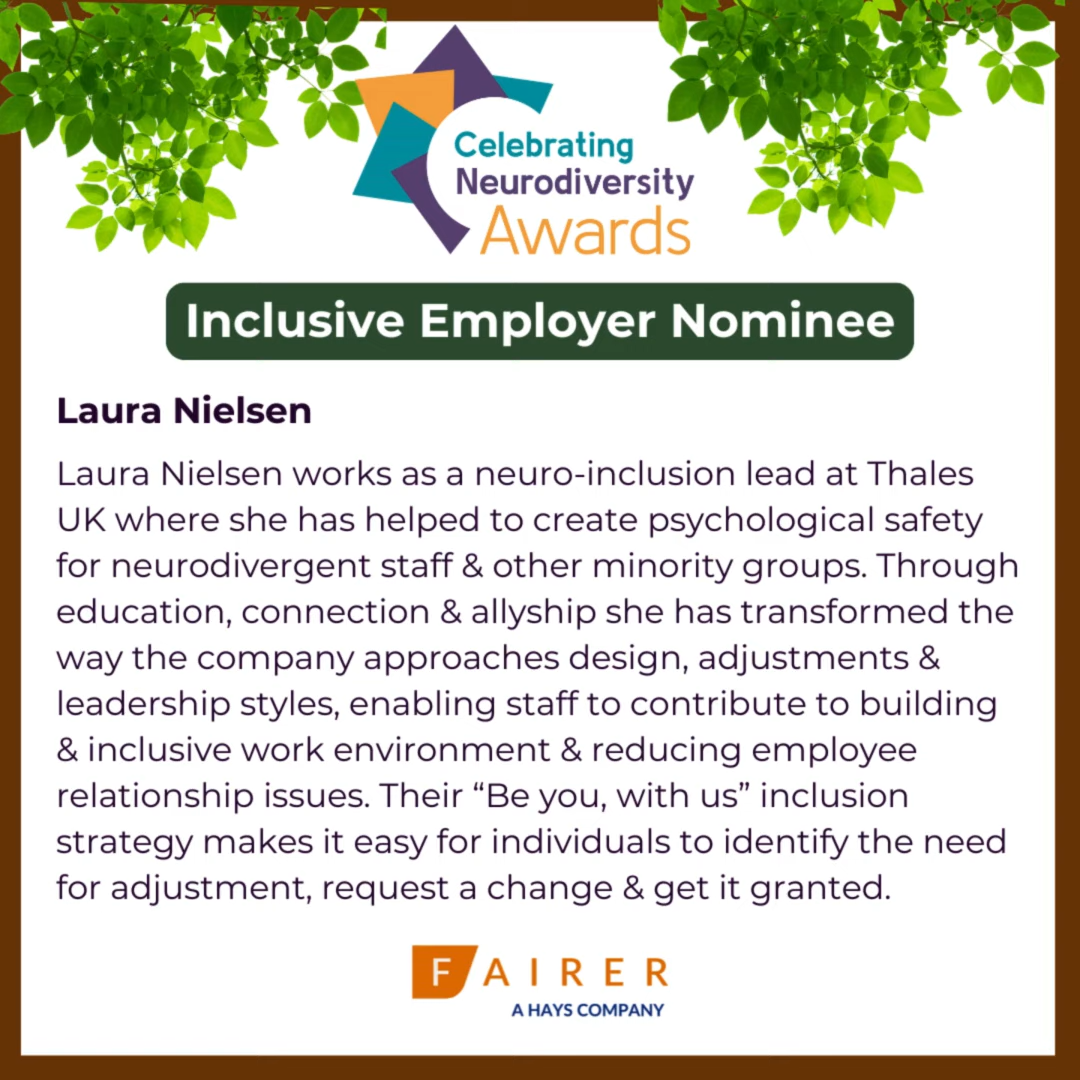 Celebrating
Neurodiversity
Awards
Inclusive Employer Nominee
Laura Nielsen
Laura Nielsen works as a neuro-inclusion lead at Thales
UK where she has helped to create psychological safety
for neurodivergent staff & other minority groups. Through
education, connection & allyship she has transformed the
way the company approaches design, adjustments &
leadership styles, enabling staff to contribute to building
& inclusive work environment & reducing employee
relationship issues. Their “Be you, with us” inclusion
strategy makes it easy for individuals to identify the need
for adjustment, request a change & get it granted.
FAIRER
A HAYS COMPANY